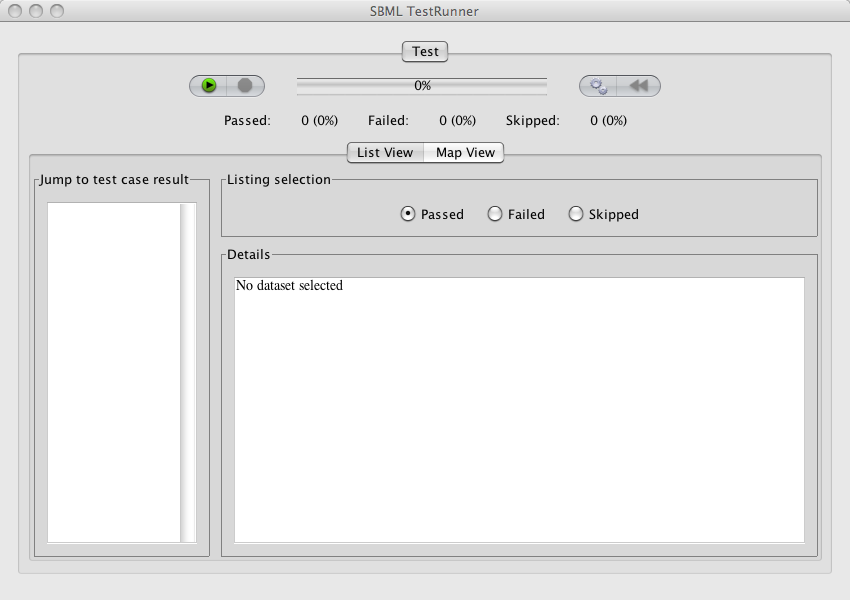 SBML TestRunner
Test
0%
Passed: 0 (0%) Failed: 0 (0%) Skipped: 0 (0%)
List View Map View
Jump to test case result
Listing selection
Passed Failed Skipped
Details
No dataset selected